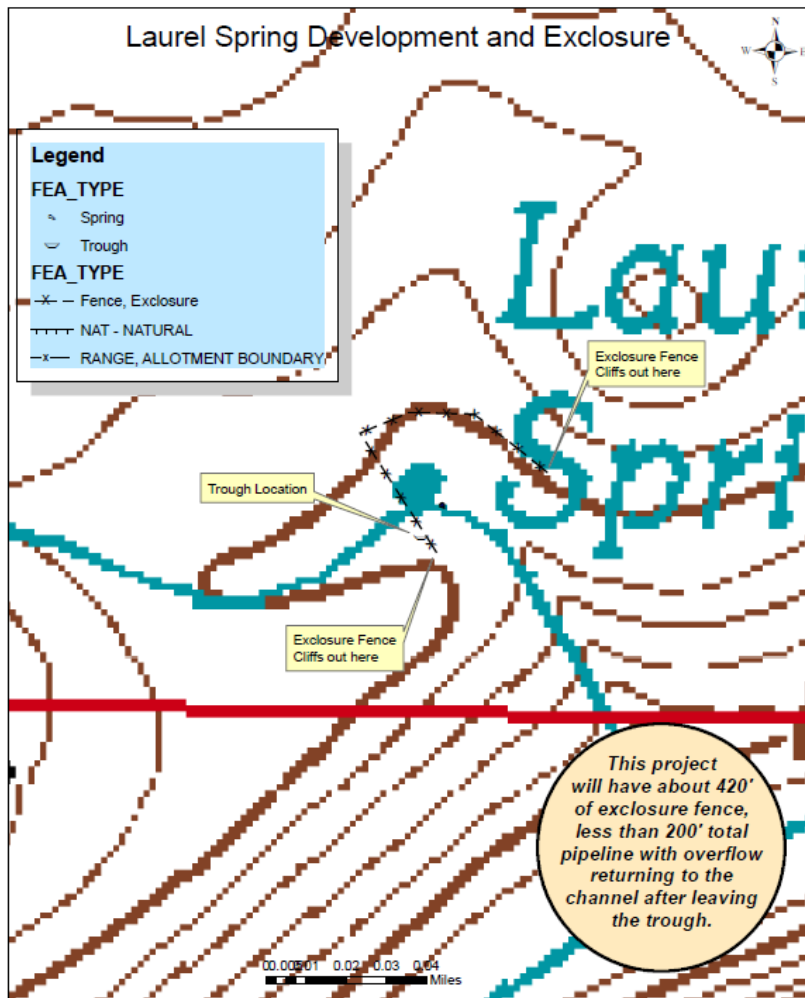 Laurel Spring Development and Exclosure
N
W
E
S
Legend
FEA_TYPE
Spring
Trough
FEA_TYPE
Fence, Exclosure
NAT - NATURAL
RANGE, ALLOTMENT BOUNDARY
Lau
Exclosure Fence
Cliffs out here
Spri
Trough Location
Exclosure Fence
Cliffs out here
This project
will have about 420'
of exclosure fence,
less than 200' total
pipeline with overflow
returning to the
channel after leaving
the trough.
0.02 0.03 0.04
Miles